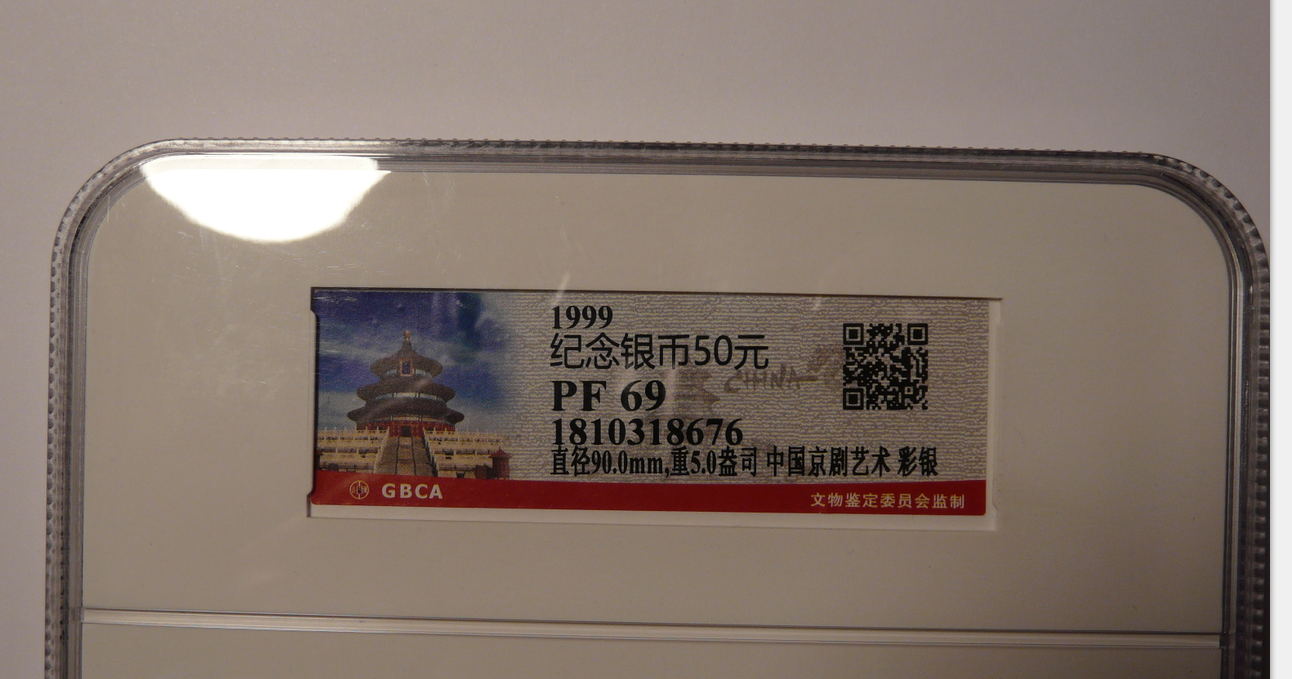 1999
纪念银币50元
CHINA
PF 69
1810318676
直径90.0mm,重5.0盎司 中国京剧艺术 彩银
GBCA
文物鉴定委员会监制